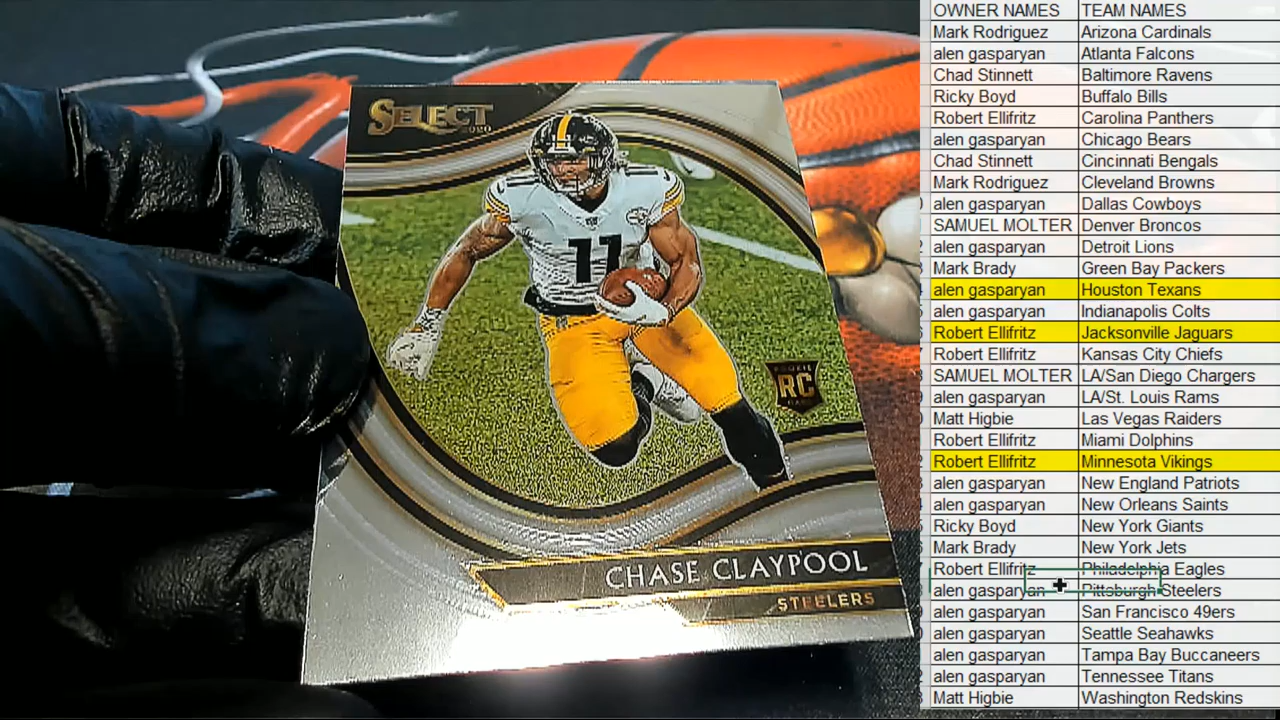 SELECT
2020
11
11
ROOKIE
RC
CARD
CHASE CLAYPOOL
STEELERS
OWNER NAMES TEAM NAMES
Mark Rodriguez Arizona Cardinals
alen gasparyan Atlanta Falcons
Chad Stinnett Baltimore Ravens
Ricky Boyd Buffalo Bills
Robert Ellifritz Carolina Panthers
alen gasparyan Chicago Bears
Chad Stinnett Cincinnati Bengals
Mark Rodriguez Cleveland Browns
alen gasparyan Dallas Cowboys
SAMUEL MOLTER Denver Broncos
alen gasparyan Detroit Lions
Mark Brady Green Bay Packers
alen gasparyan Houston Texans
alen gasparyan Indianapolis Colts
Robert Ellifritz Jacksonville Jaguars
Robert Ellifritz Kansas City Chiefs
SAMUEL MOLTER LA/San Diego Chargers
alen gasparyan LA/St. Louis Rams
Matt Higbie Las Vegas Raiders
Robert Ellifritz Miami Dolphins
Robert Ellifritz Minnesota Vikings
alen gasparyan New England Patriots
alen gasparyan New Orleans Saints
Ricky Boyd New York Giants
Mark Brady New York Jets
Robert Ellifritz Philadelphia Eagles
alen gasparyan Pittsburgh Steelers
alen gasparyan San Francisco 49ers
alen gasparyan Seattle Seahawks
alen gasparyan Tampa Bay Buccaneers
alen gasparyan Tennessee Titans
Matt Higbie Washington Redskins